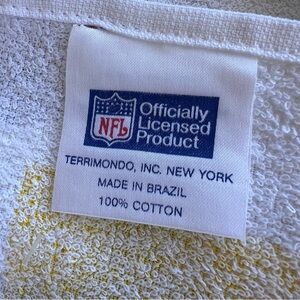 NFL
Officially
Licensed
Product
TERRIMONDO, INC. NEW YORK
MADE IN BRAZIL
100% COTTON